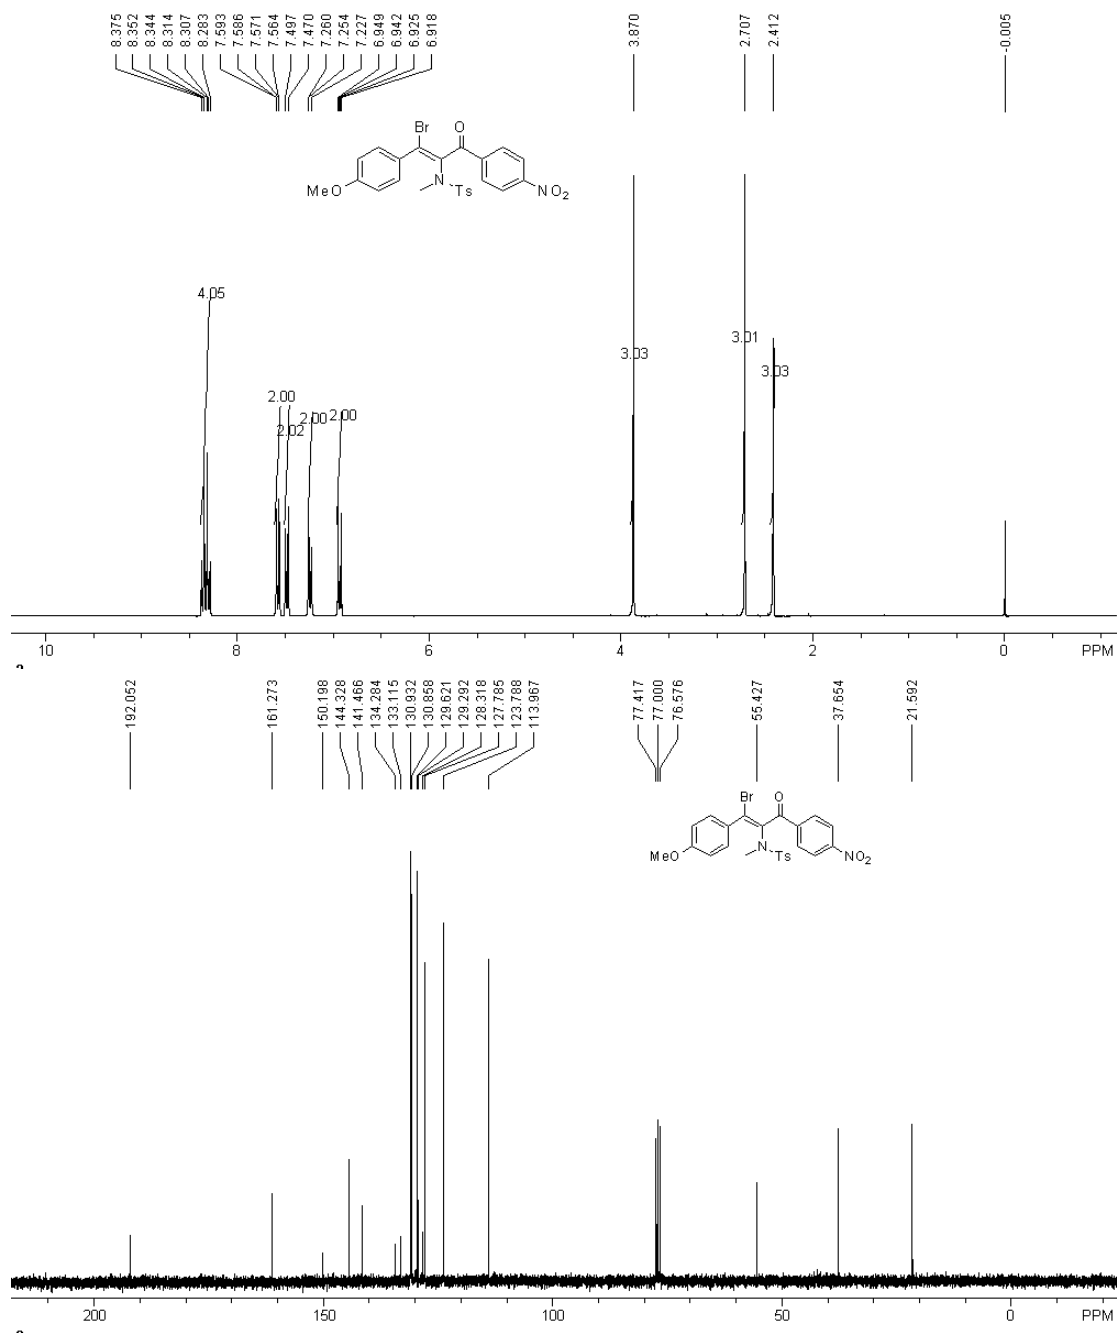 8.375 8.352 8.344 8.314 8.307 8.283 7.593 7.586 7.571 7.564 7.497 7.470 7.260 7.254 7.227 6.949 6.942 6.925 6.918 3.870 2.707 2.412 -0.005
Br O
MeO N Ts NO2
4.05
3.01
3.03
3.03
2.00
2.00 2.00
2.02
10 8 6 4 2 0 PPM
192.052 161.273 150.198 144.328 141.466 134.284 133.115 130.932 130.858 129.621 129.292 128.318 127.785 123.788 113.967 77.417 77.000 76.576 55.427 37.654 21.592
Br O
MeO N Ts NO2
200 150 100 50 0 PPM